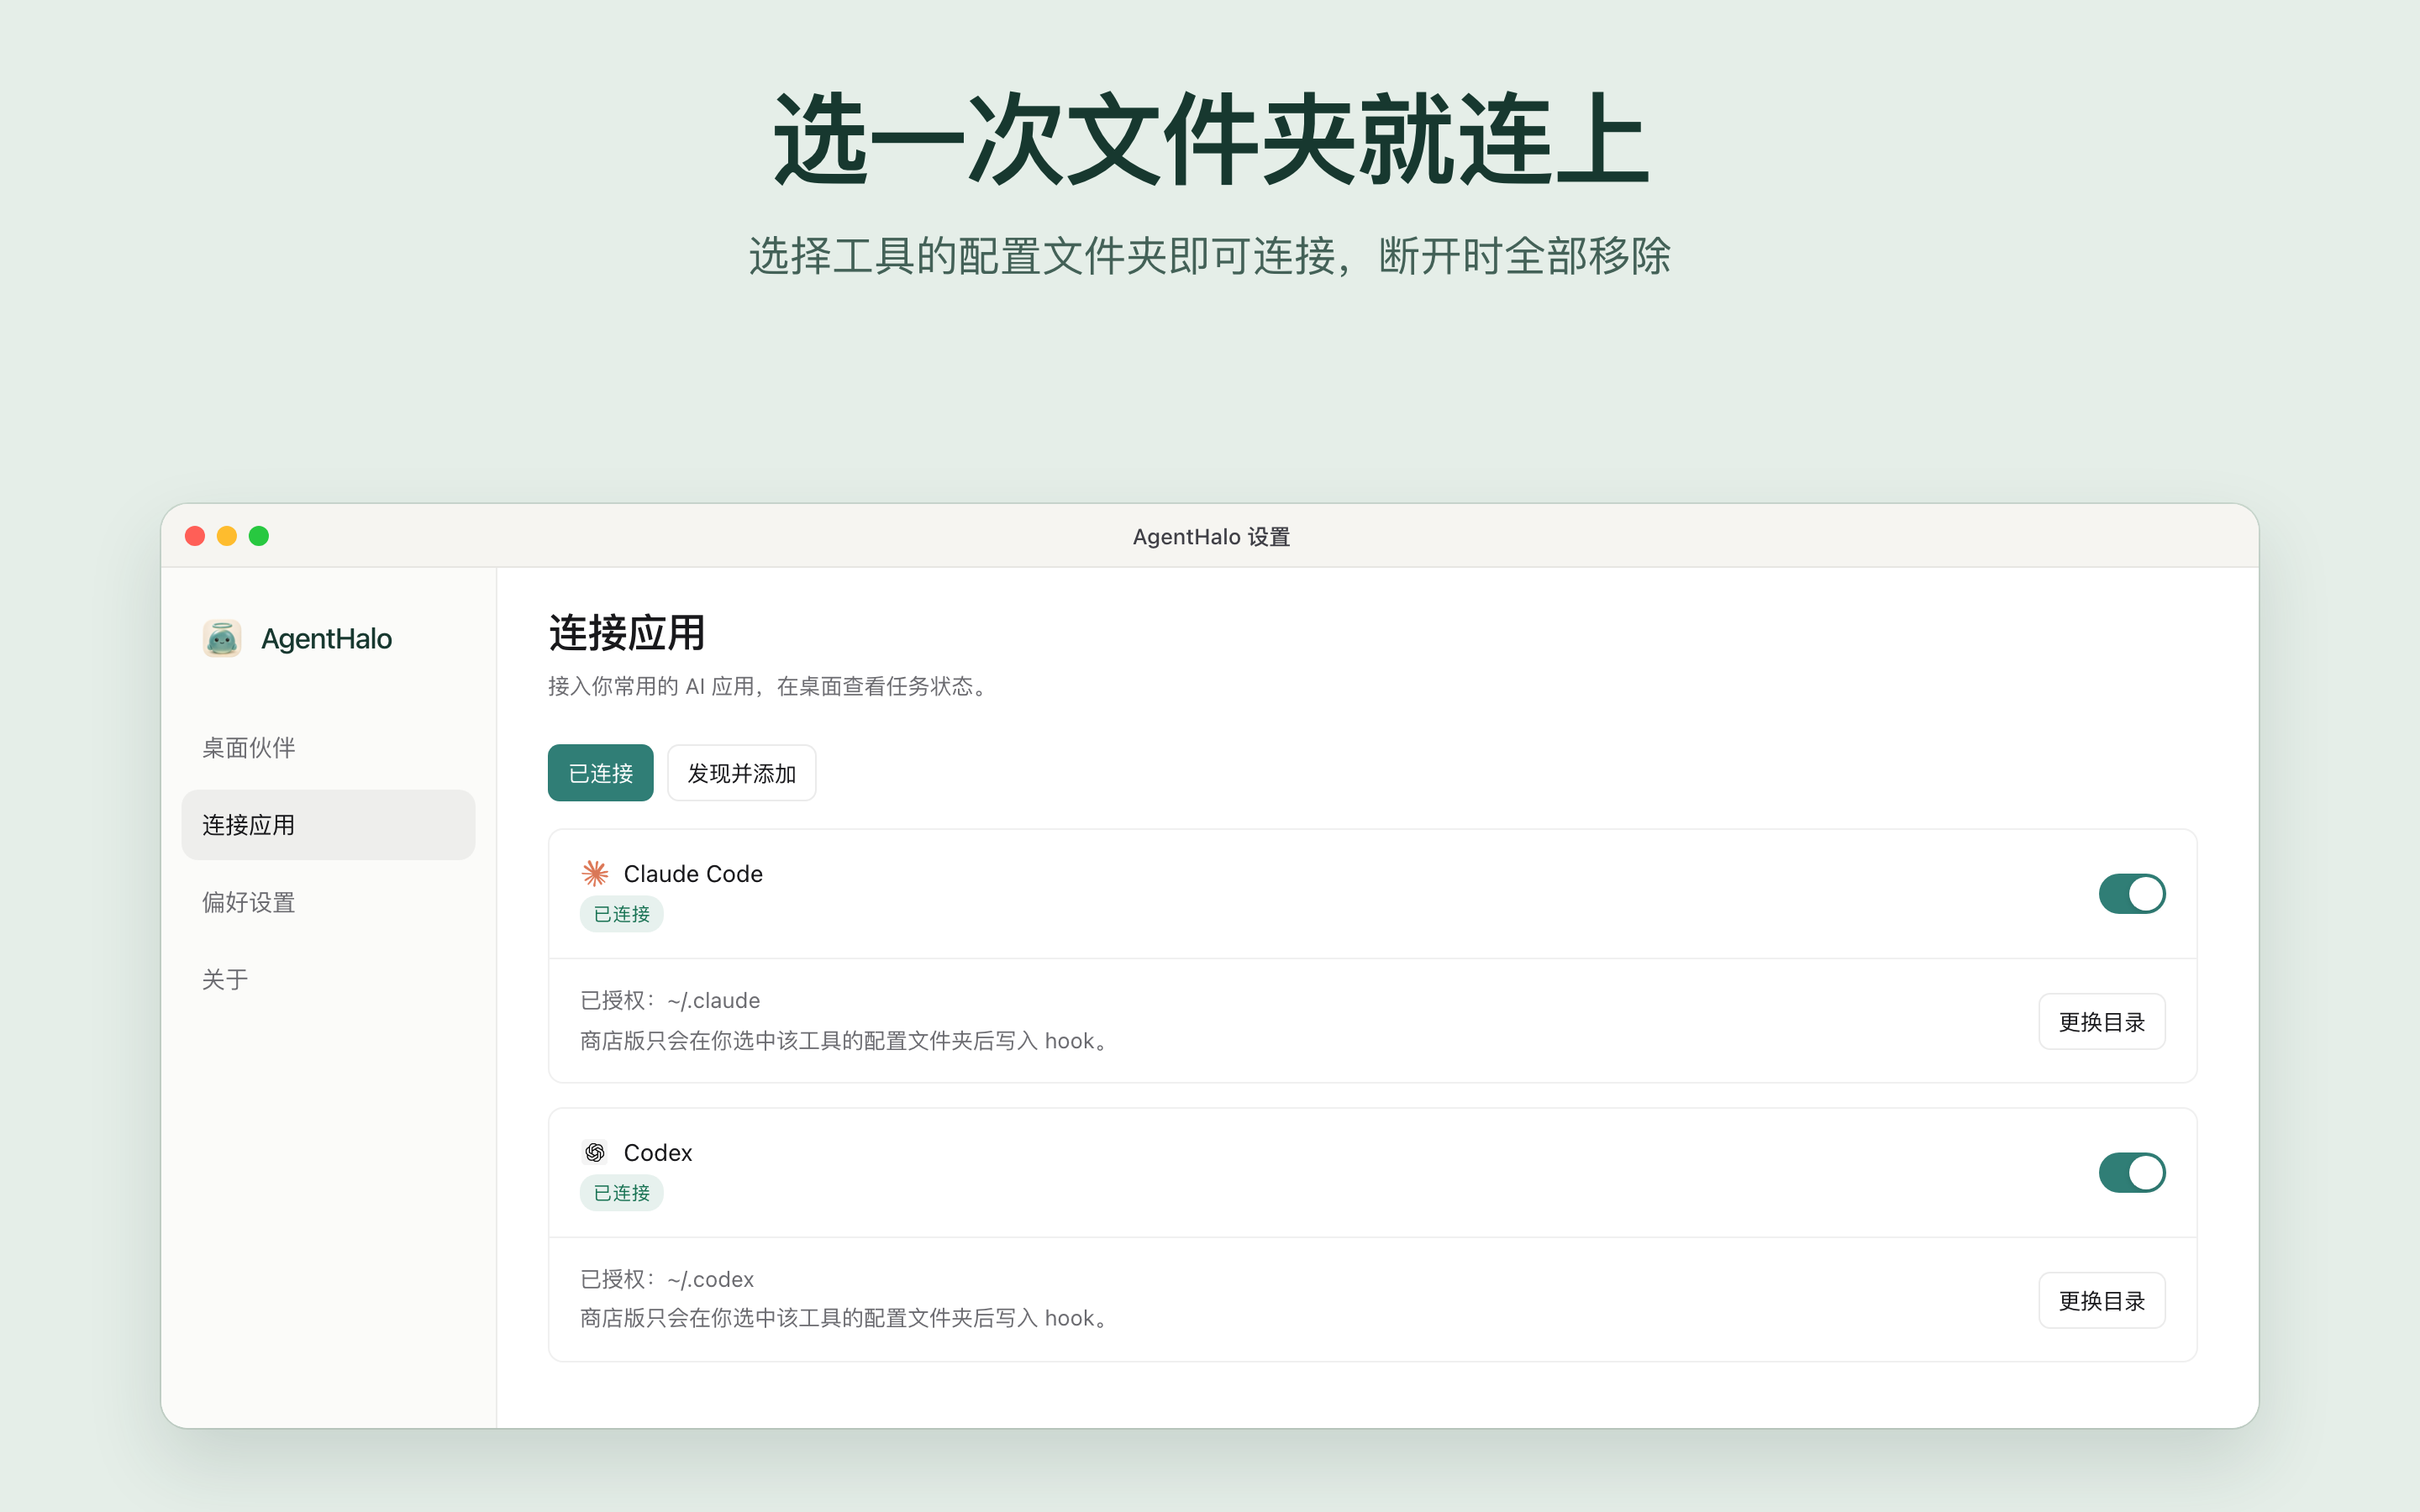 选一次文件夹就连上
选择工具的配置文件夹即可连接，断开时全部移除
AgentHalo 设置
AgentHalo
桌面伙伴
连接应用
偏好设置
关于
连接应用
接入你常用的 AI 应用，在桌面查看任务状态。
已连接
发现并添加
Claude Code
已连接
已授权：~/.claude
商店版只会在你选中该工具的配置文件夹后写入 hook。
更换目录
Codex
已连接
已授权：~/.codex
商店版只会在你选中该工具的配置文件夹后写入 hook。
更换目录